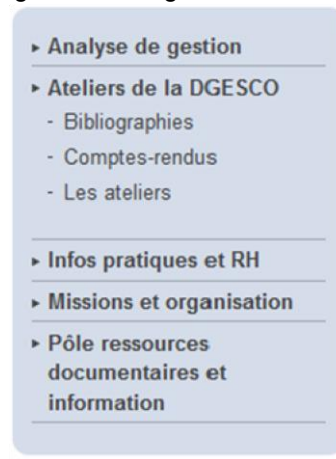 ▸ Analyse de gestion
▸ Ateliers de la DGESCO
- Bibliographies
- Comptes-rendus
- Les ateliers
▸ Infos pratiques et RH
▸ Missions et organisation
▸ Pôle ressources
documentaires et
information